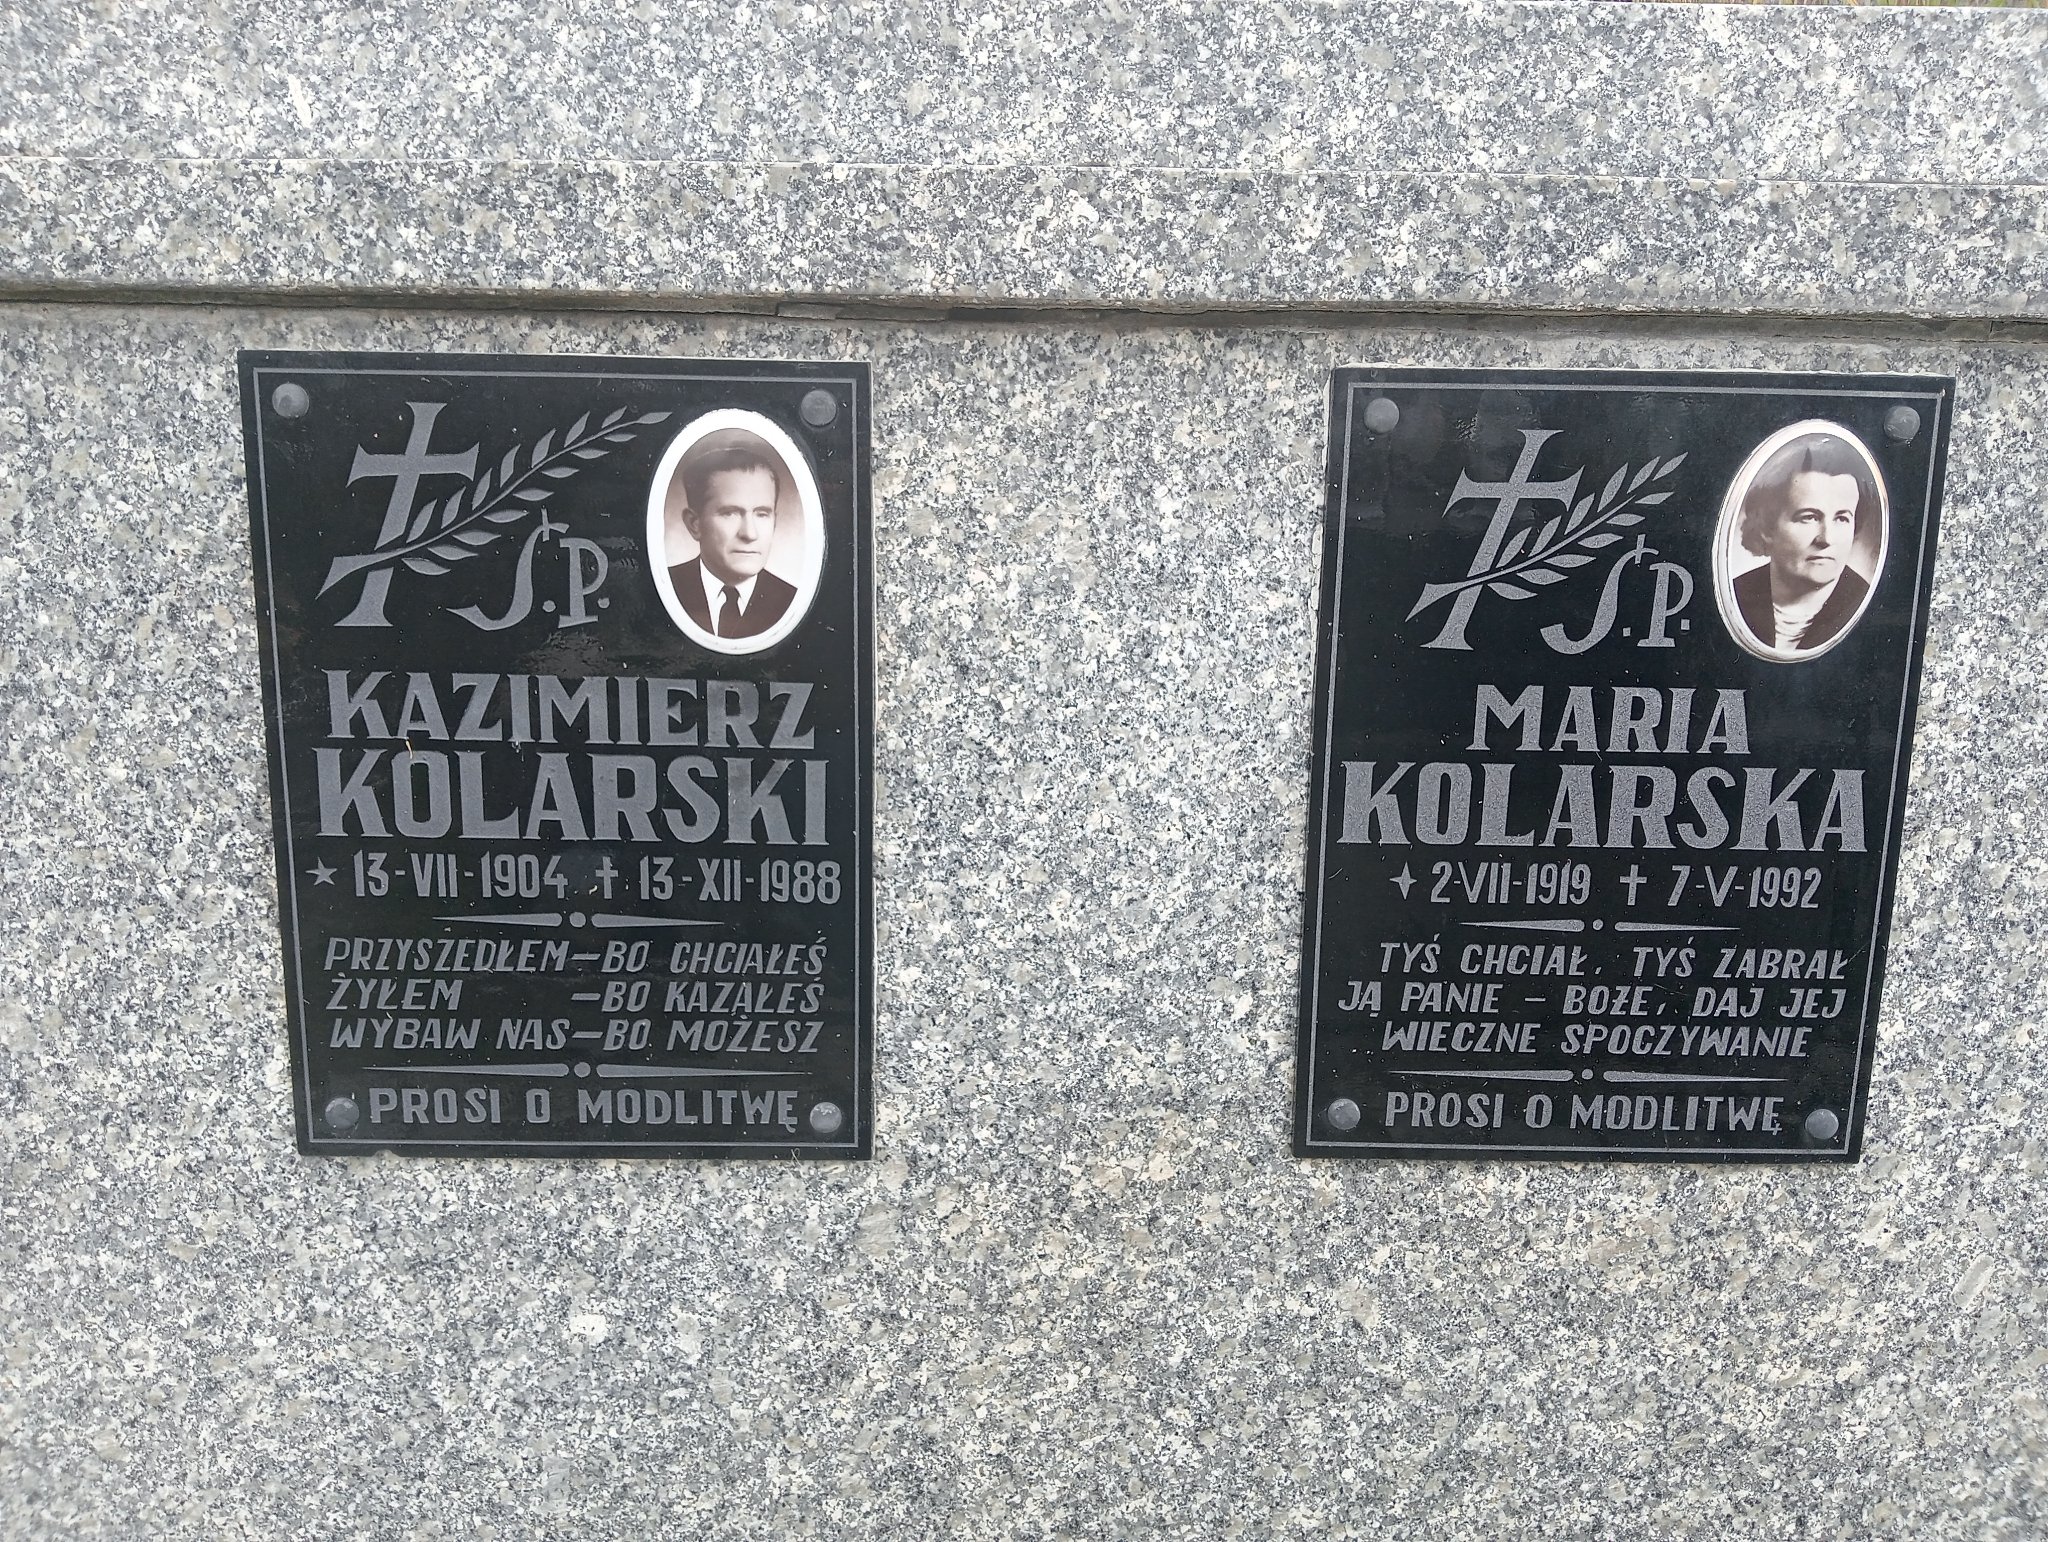 Ś.P.
KAZIMIERZ
KOLARSKI
★ 13-VII-1904 † 13-XII-1988
PRZYSZEDŁEM-BO CHCIAŁEŚ
ŻYŁEM -BO KAZAŁEŚ
WYBAW NAS-BO MOŻESZ
PROSI O MODLITWĘ
Ś.P.
MARIA
KOLARSKA
✦ 2-VII-1919 † 7-V-1992
TYŚ CHCIAŁ, TYŚ ZABRAŁ
JĄ PANIE - BOŻE, DAJ JEJ
WIECZNE SPOCZYWANIE
PROSI O MODLITWĘ